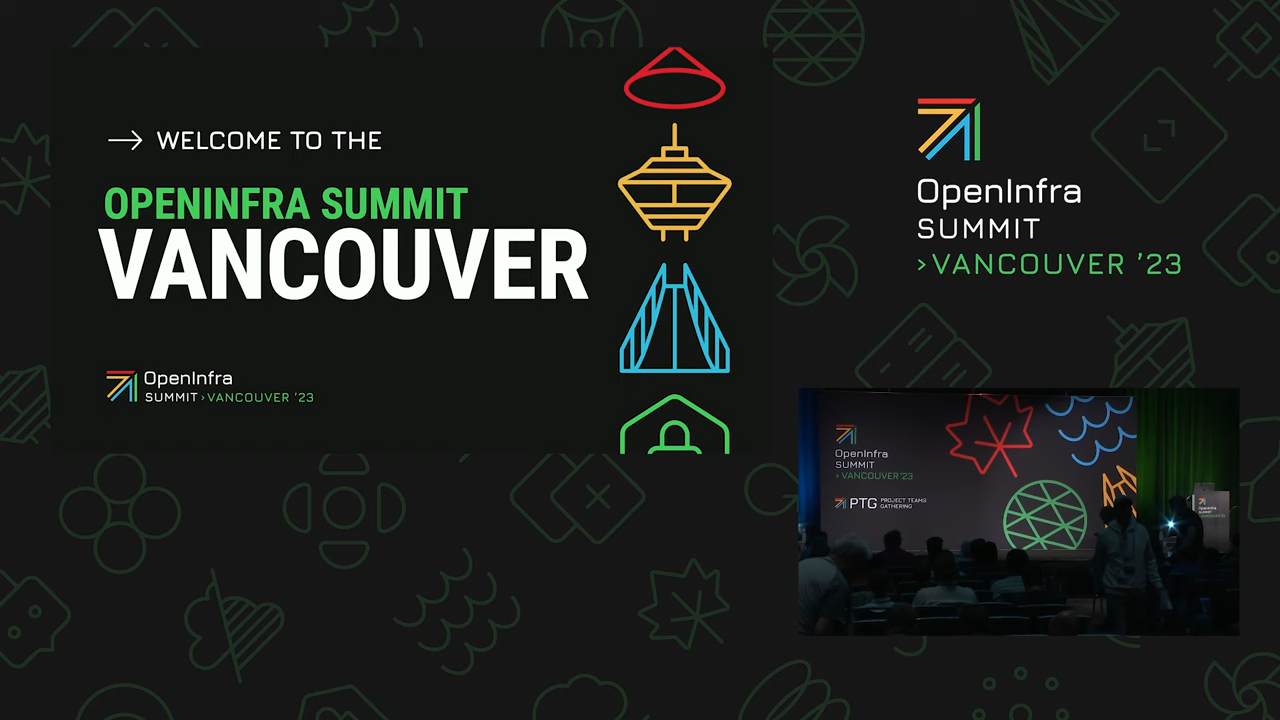 WELCOME TO THE
OPENINFRA SUMMIT
VANCOUVER
OpenInfra
SUMMIT›VANCOUVER '23
OpenInfra
SUMMIT
›VANCOUVER '23
OpenInfra
SUMMIT
› VANCOUVER'23
PTG PROJECT TEAMS
GATHERING